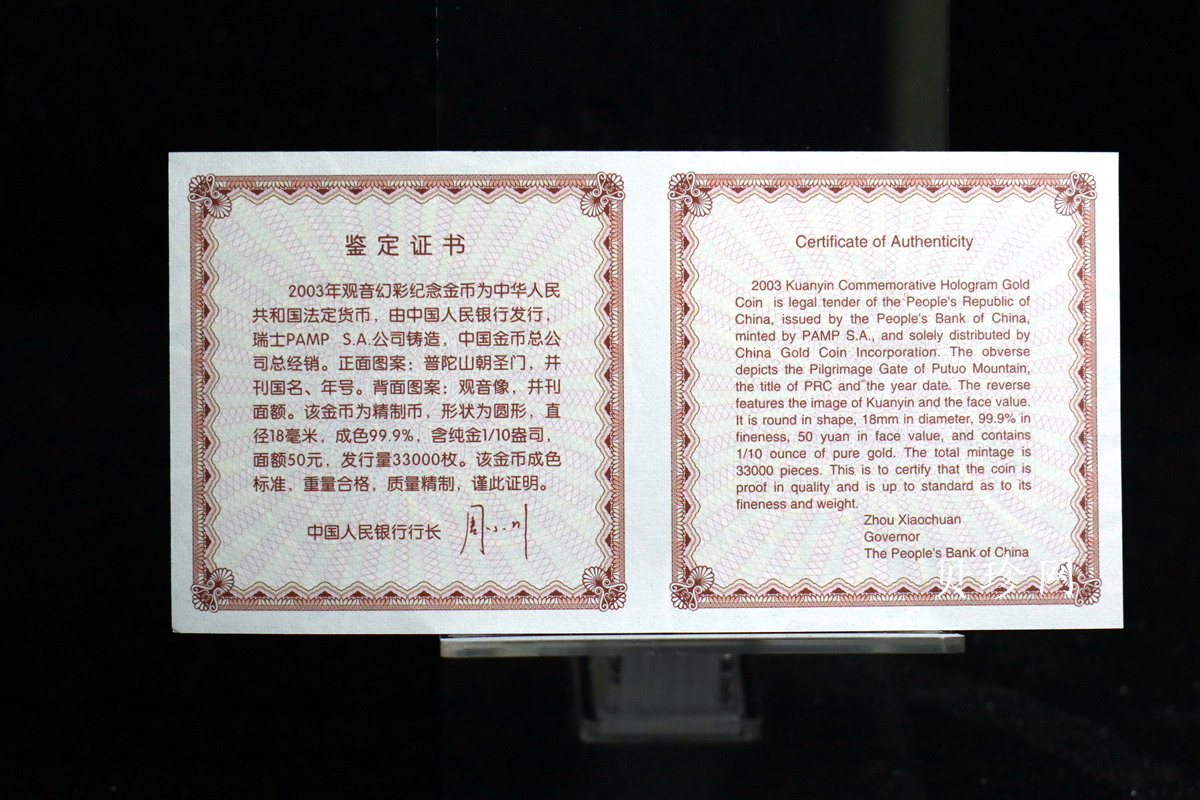 鉴定证书
2003年观音幻彩纪念金币为中华人民
共和国法定货币，由中国人民银行发行，
瑞士PAMP S.A.公司铸造，中国金币总公
司总经销。正面图案：普陀山朝圣门，并
刊国名、年号。背面图案：观音像，并刊
面额。该金币为精制币，形状为圆形，直
径18毫米，成色99.9%，含纯金1/10盎司，
面额50元，发行量33000枚。该金币成色
标准，重量合格，质量精制，谨此证明。
中国人民银行行长 周小川
Certificate of Authenticity
2003 Kuanyin Commemorative Hologram Gold
Coin is legal tender of the People's Republic of
China, issued by the People's Bank of China,
minted by PAMP S.A., and solely distributed by
China Gold Coin Incorporation. The obverse
depicts the Pilgrimage Gate of Putuo Mountain,
the title of PRC and the year date. The reverse
features the image of Kuanyin and the face value.
It is round in shape, 18mm in diameter, 99.9% in
fineness, 50 yuan in face value, and contains
1/10 ounce of pure gold. The total mintage is
33000 pieces. This is to certify that the coin is
proof in quality and is up to standard as to its
fineness and weight.
Zhou Xiaochuan
Governor
The People's Bank of China
贝珍网